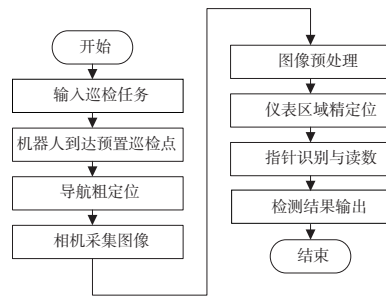 开始
输入巡检任务
机器人到达预置巡检点
导航粗定位
相机采集图像
图像预处理
仪表区域精定位
指针识别与读数
检测结果输出
结束